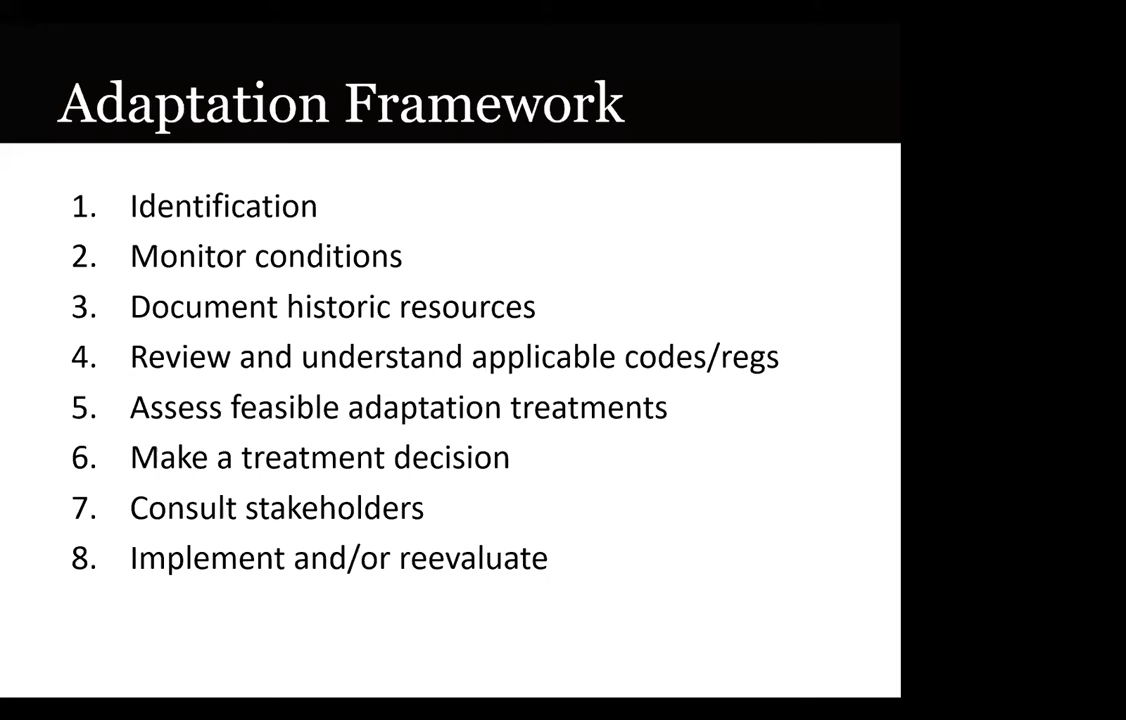 Adaptation Framework
1. Identification
2. Monitor conditions
3. Document historic resources
4. Review and understand applicable codes/regs
5. Assess feasible adaptation treatments
6. Make a treatment decision
7. Consult stakeholders
8. Implement and/or reevaluate